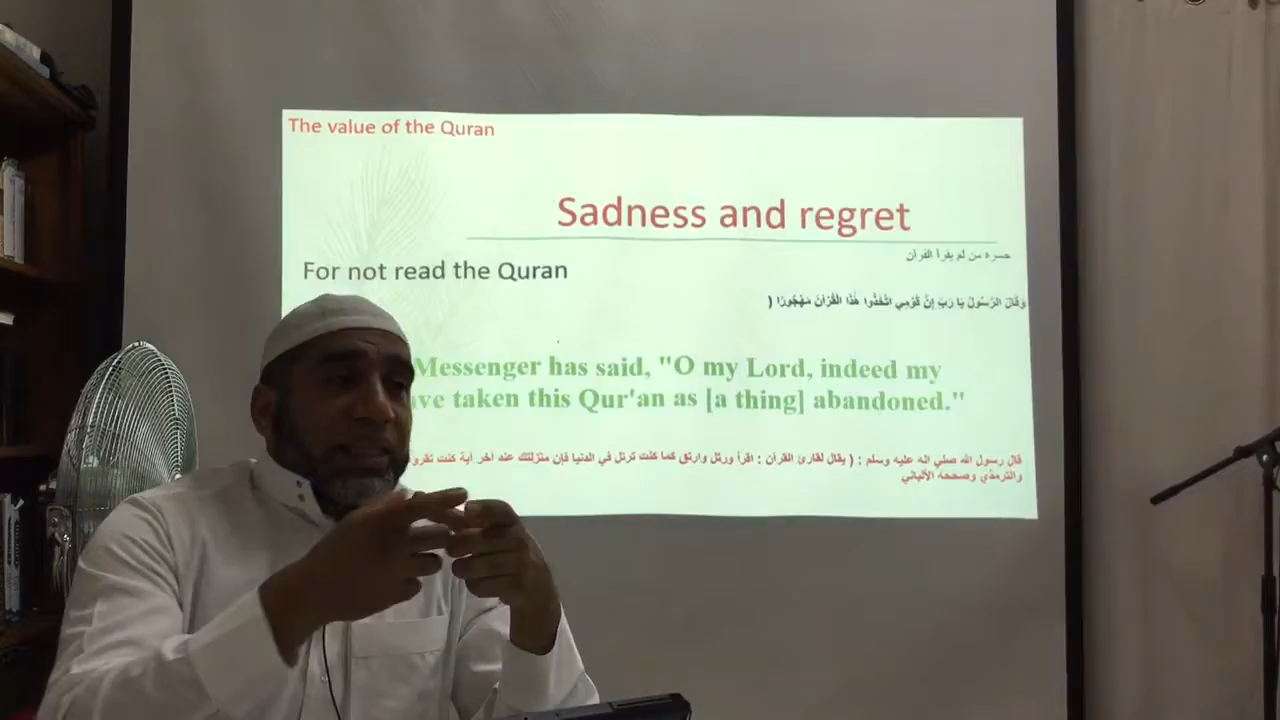 The value of the Quran
Sadness and regret
حسرة من لم يقرأ القرآن
For not read the Quran
وَقَالَ الرَّسُولُ يَا رَبِّ إِنَّ قَوْمِي اتَّخَذُوا هَٰذَا الْقُرْآنَ مَهْجُورًا (
Messenger has said, "O my Lord, indeed my
ve taken this Qur'an as [a thing] abandoned."
قال رسول الله صلي اله عليه وسلم : ( يقال لقارئ القرآن : اقرأ ورتل وارتق كما كنت ترتل في الدنيا فإن منزلتك عند آخر آية كنت تقرؤ
والترمذي وصححه الألباني